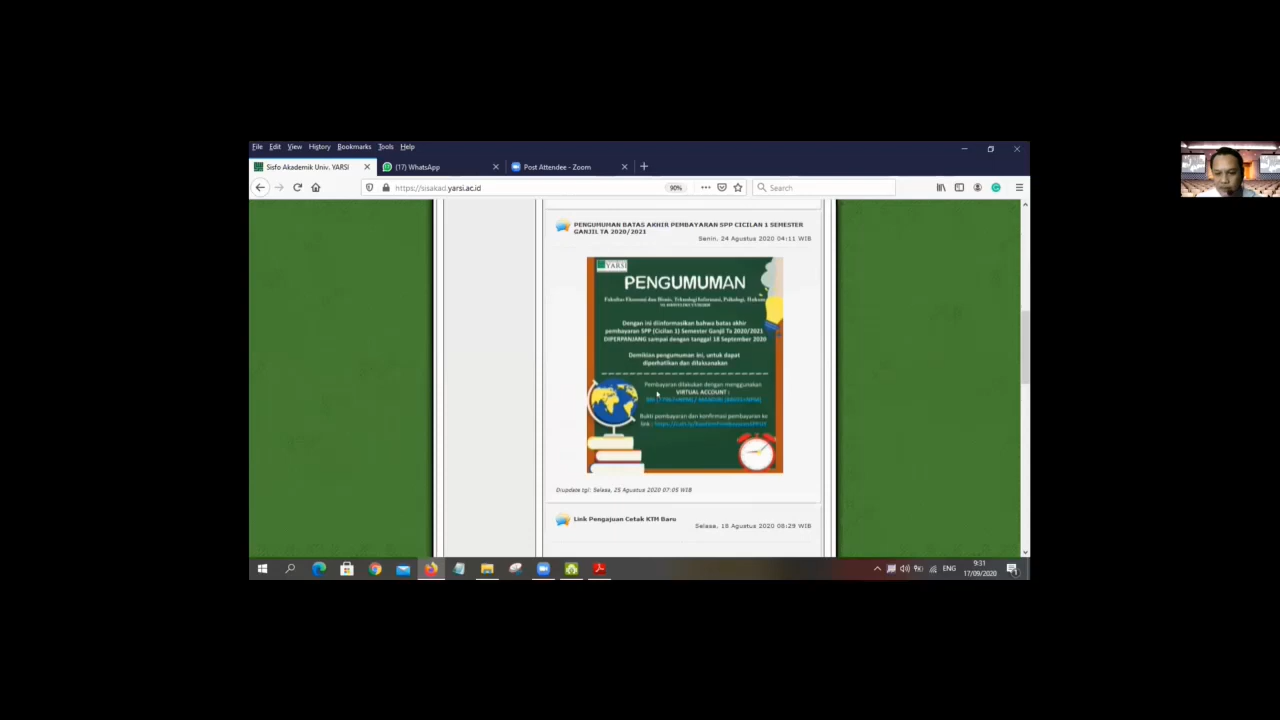 File Edit View History Bookmarks Tools Help
Sisfo Akademik Univ. YARSI
(17) WhatsApp
Post Attendee - Zoom
https://sisakad.yarsi.ac.id
90%
Search
PENGUMUMAN BATAS AKHIR PEMBAYARAN SPP CICILAN 1 SEMESTER
GANJIL TA 2020/2021
Senin, 24 Agustus 2020 04:11 WIB
YARSI
PENGUMUMAN
Fakultas Ekonomi dan Bisnis, Teknologi Informasi, Psikologi, Hukum
Dengan ini diinformasikan bahwa batas akhir
pembayaran SPP (Cicilan 1) Semester Ganjil Ta 2020/2021
DIPERPANJANG sampai dengan tanggal 18 September 2020
Demikian pengumuman ini, untuk dapat
diperhatikan dan dilaksanakan
Pembayaran dilakukan dengan menggunakan
VIRTUAL ACCOUNT :
Bukti pembayaran dan konfirmasi pembayaran ke
link :
Diupdate tgl: Selasa, 25 Agustus 2020 07:05 WIB
Link Pengajuan Cetak KTM Baru
Selasa, 18 Agustus 2020 08:29 WIB
ENG
9:31
17/09/2020